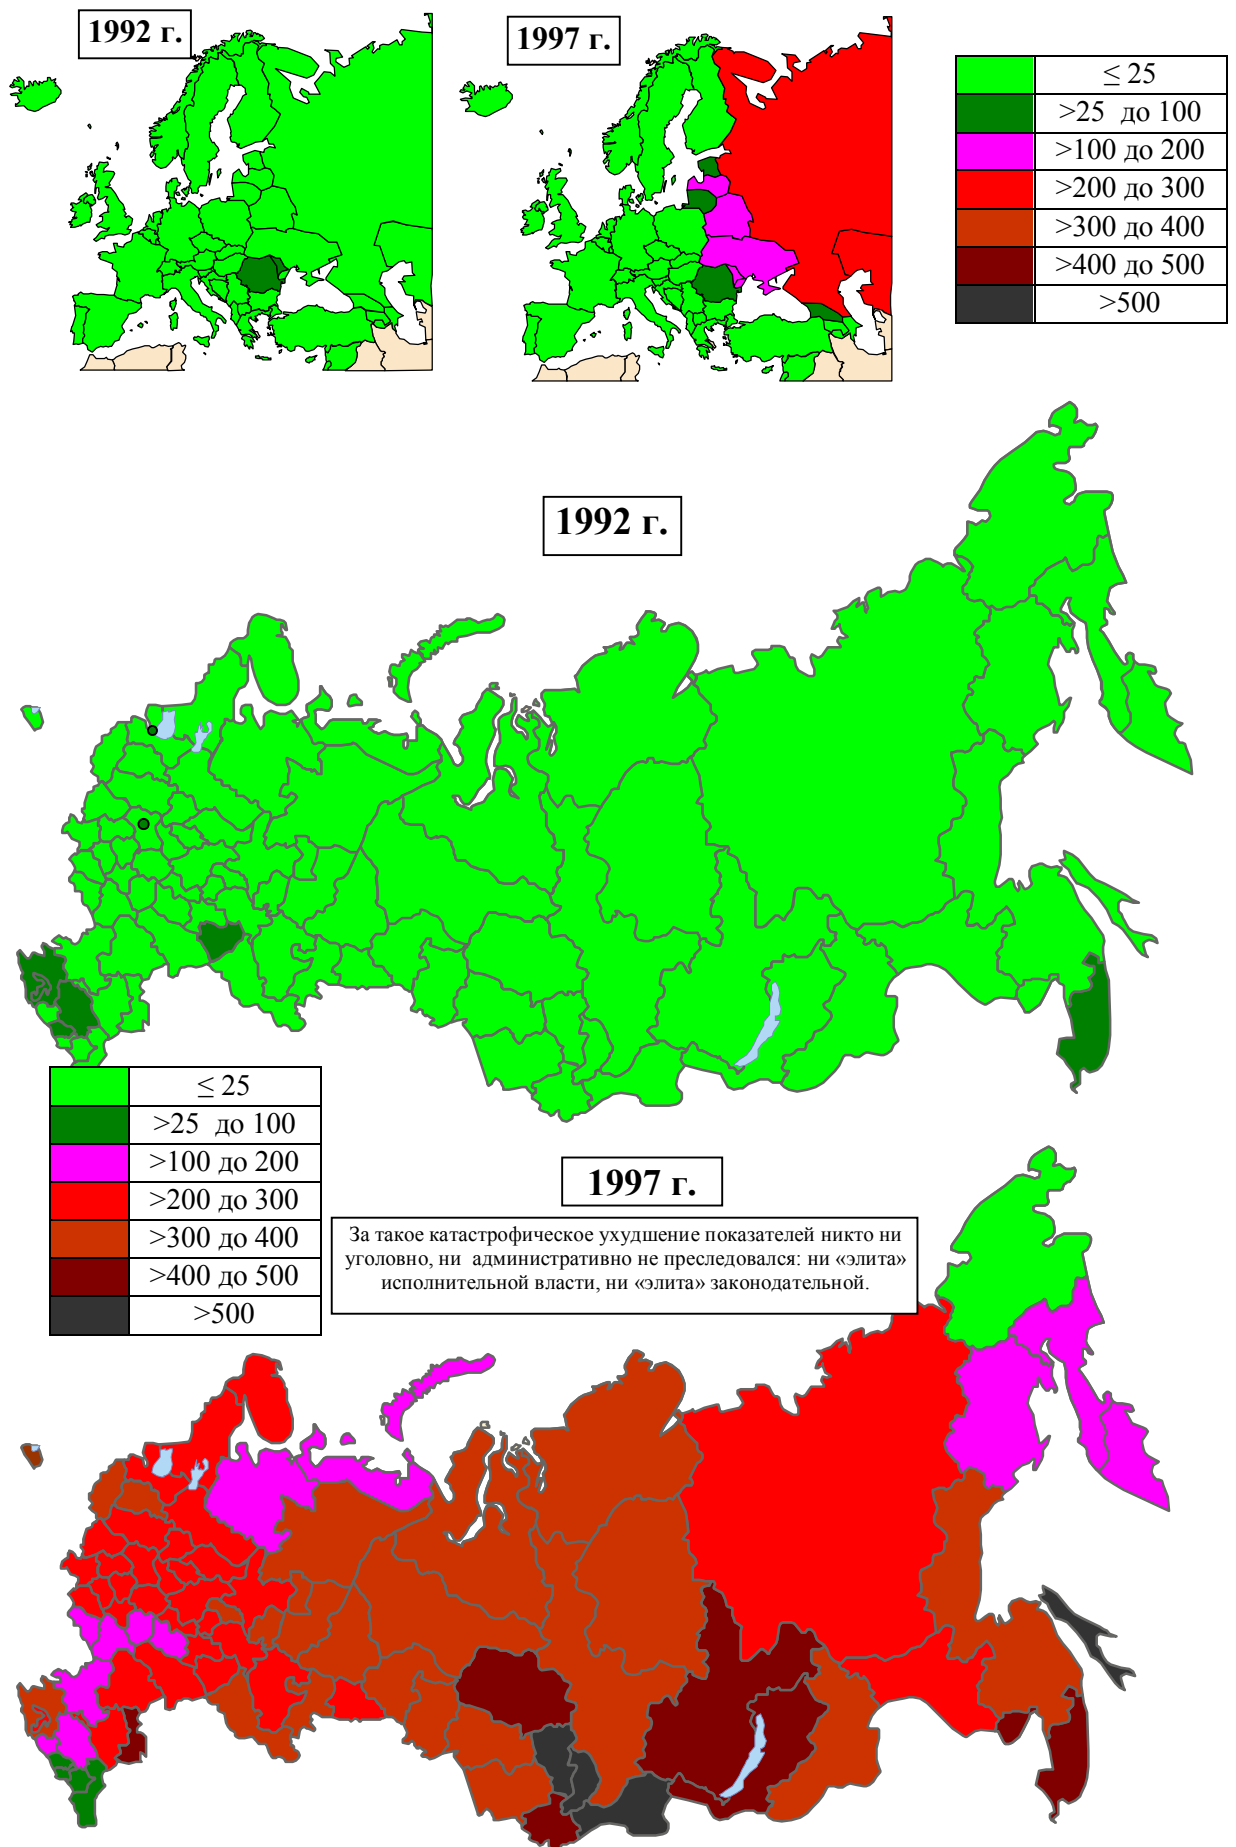 1992 г.
1997 г.
≤ 25
>25 до 100
>100 до 200
>200 до 300
>300 до 400
>400 до 500
>500
1992 г.
≤ 25
>25 до 100
>100 до 200
>200 до 300
>300 до 400
>400 до 500
>500
1997 г.
За такое катастрофическое ухудшение показателей никто ни
уголовно, ни административно не преследовался: ни «элита»
исполнительной власти, ни «элита» законодательной.